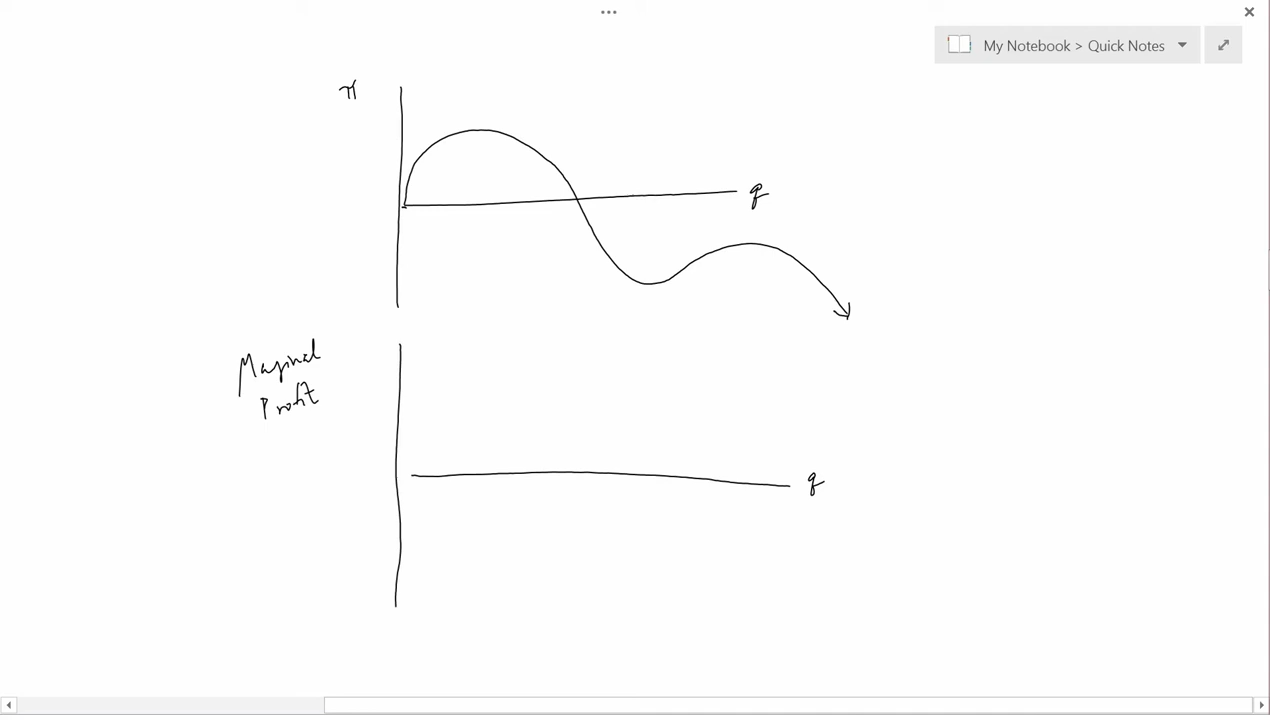 My Notebook > Quick Notes
π
q
Marginal
Profit
q